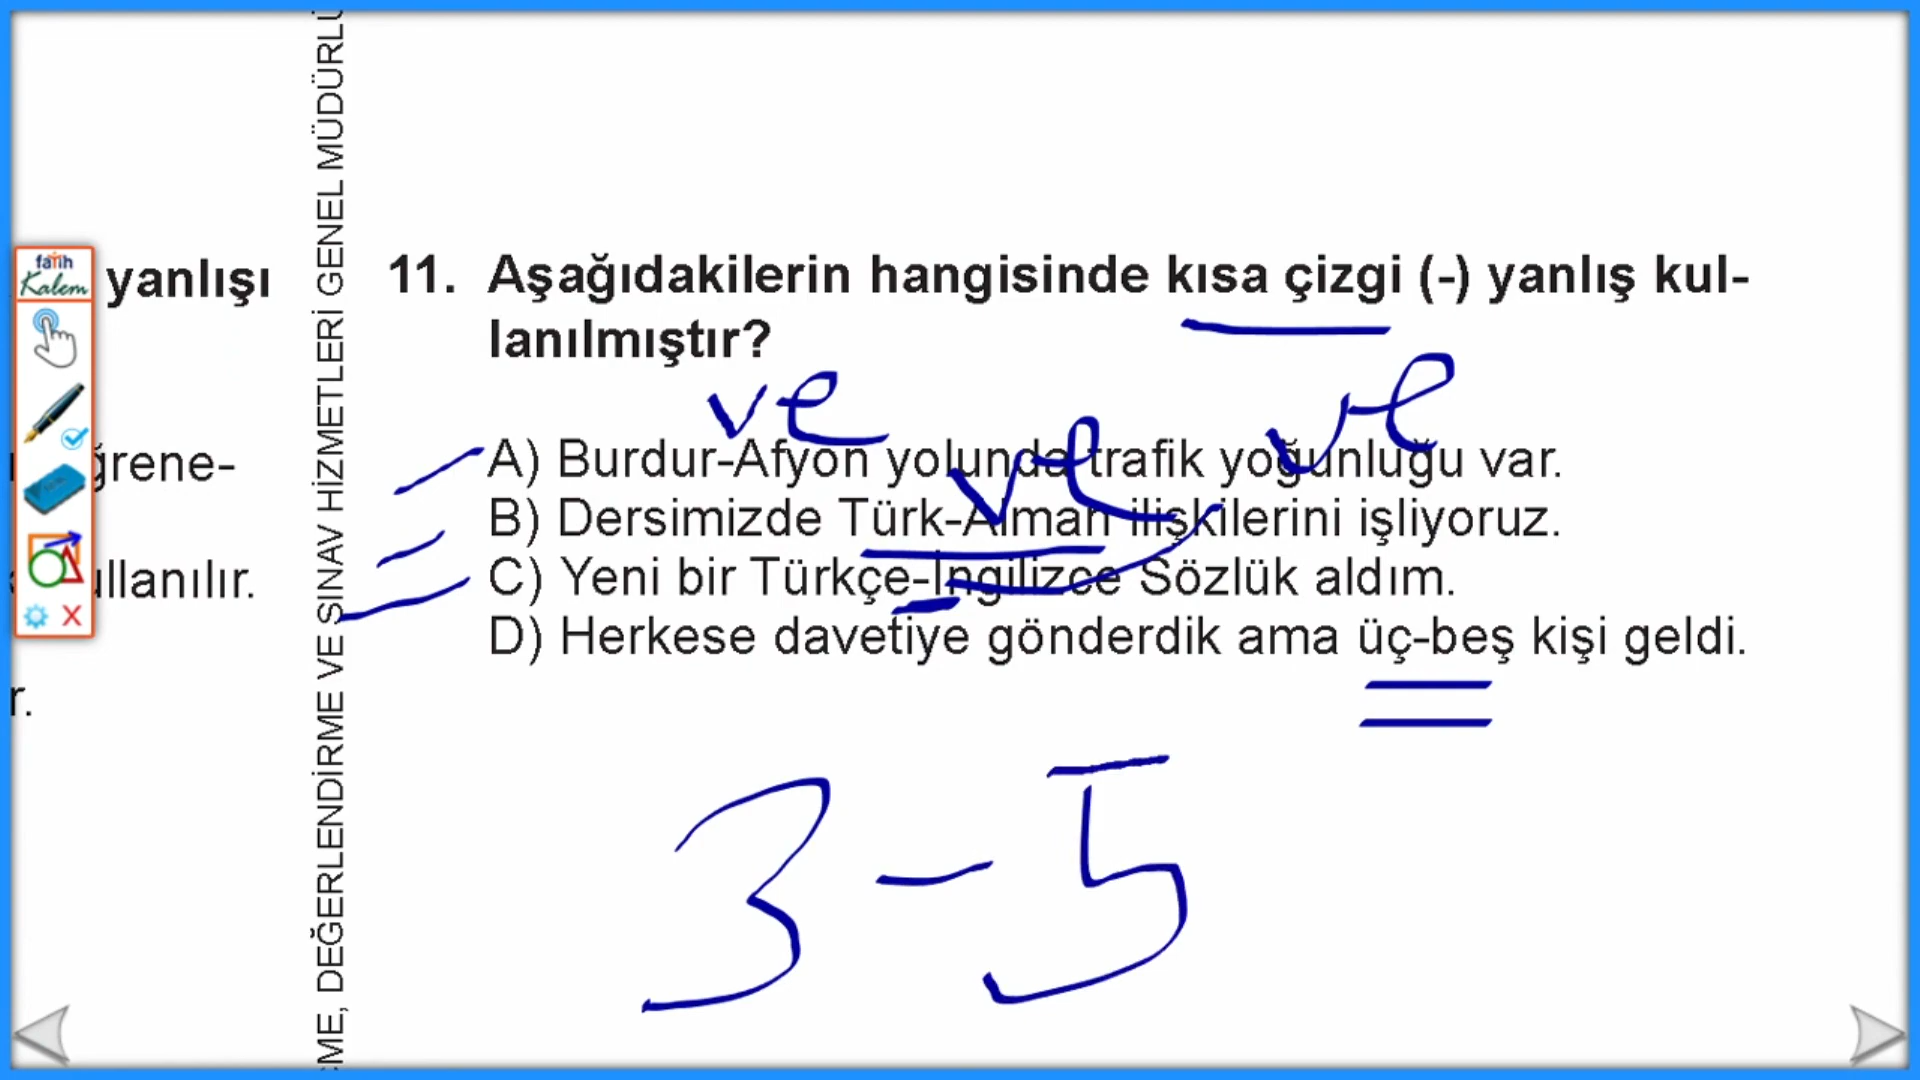 ME, DEĞERLENDİRME VE SINAV HİZMETLERİ GENEL MÜDÜRLÜ
fatih
Kalem
yanlışı
ğrene-
ullanılır.
r.
11. Aşağıdakilerin hangisinde kısa çizgi (-) yanlış kul-
lanılmıştır?
ve
ve
ve
A) Burdur-Afyon yolunda trafik yoğunluğu var.
B) Dersimizde Türk-Alman ilişkilerini işliyoruz.
C) Yeni bir Türkçe-İngilizce Sözlük aldım.
D) Herkese davetiye gönderdik ama üç-beş kişi geldi.
3-5